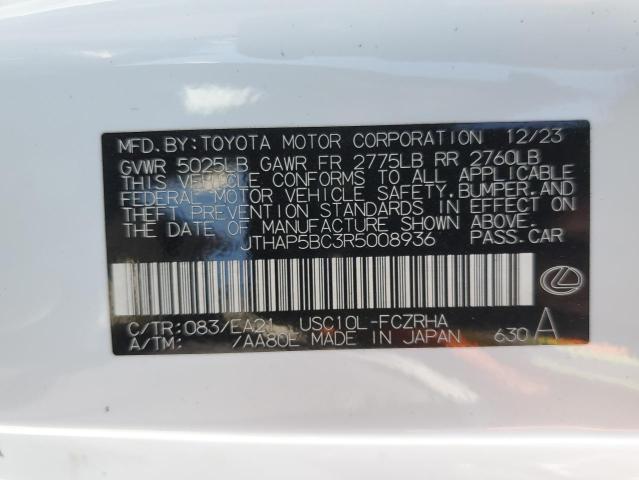 MFD. BY: TOYOTA MOTOR CORPORATION 12/23
GVWR 5025LB GAWR FR 2775LB RR 2760LB
THIS VEHICLE CONFORMS TO ALL APPLICABLE
FEDERAL MOTOR VEHICLE SAFETY, BUMPER, AND
THEFT PREVENTION STANDARDS IN EFFECT ON
THE DATE OF MANUFACTURE SHOWN ABOVE.
JTHAP5BC3R5008936 PASS. CAR
C/TR: 083/EA21 USC10L-FCZRHA
A/TM: /AA80E MADE IN JAPAN 630 A